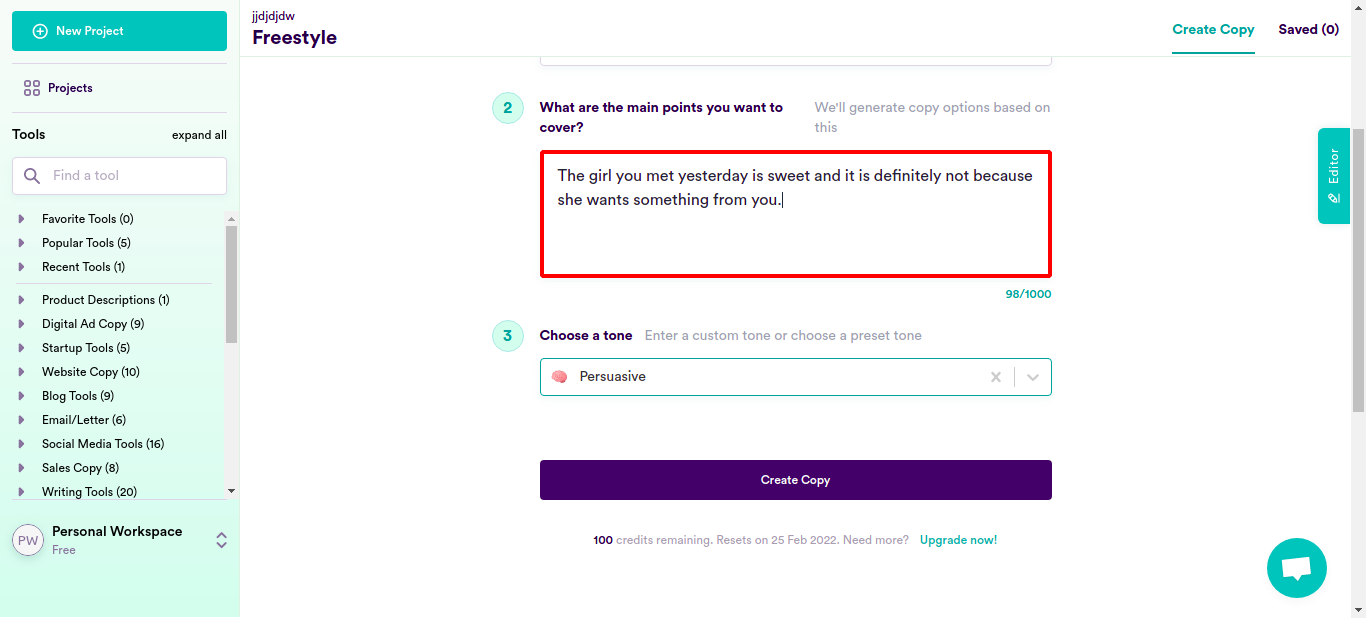 New Project
Projects
Tools
expand all
Find a tool
Favorite Tools (0)
Popular Tools (5)
Recent Tools (1)
Product Descriptions (1)
Digital Ad Copy (9)
Startup Tools (5)
Website Copy (10)
Blog Tools (9)
Email/Letter (6)
Social Media Tools (16)
Sales Copy (8)
Writing Tools (20)
PW
Personal Workspace
Free
jjdjdjdw
Freestyle
Create Copy
Saved (0)
2
What are the main points you want to
cover?
We'll generate copy options based on
this
The girl you met yesterday is sweet and it is definitely not because
she wants something from you.
98/1000
3
Choose a tone
Enter a custom tone or choose a preset tone
Persuasive
Create Copy
100 credits remaining. Resets on 25 Feb 2022. Need more? Upgrade now!
Editor